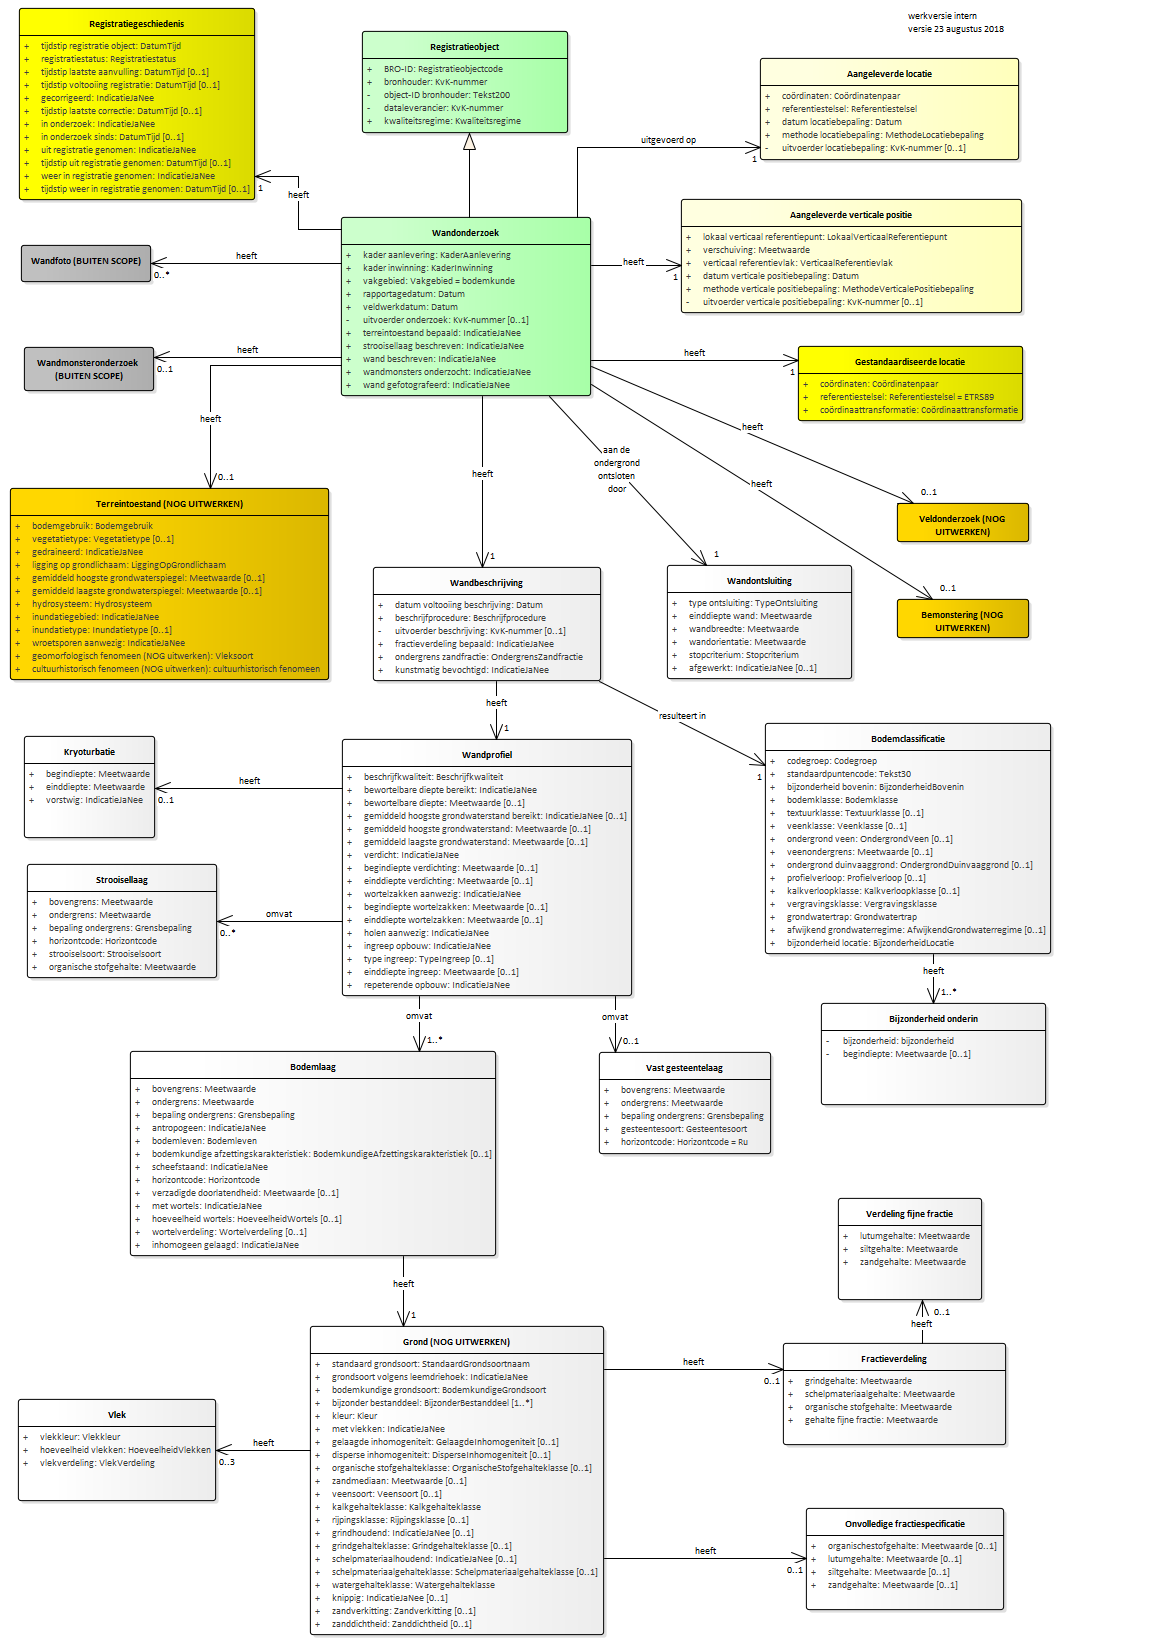 werkversie intern
versie 23 augustus 2018
Registratiegeschiedenis
+ tijdstip registratie object: DatumTijd
+ registratiestatus: Registratiestatus
+ tijdstip laatste aanvulling: DatumTijd [0..1]
+ tijdstip voltooiing registratie: DatumTijd [0..1]
+ gecorrigeerd: IndicatieJaNee
+ tijdstip laatste correctie: DatumTijd [0..1]
+ in onderzoek: IndicatieJaNee
+ in onderzoek sinds: DatumTijd [0..1]
+ uit registratie genomen: IndicatieJaNee
+ tijdstip uit registratie genomen: DatumTijd [0..1]
+ weer in registratie genomen: IndicatieJaNee
+ tijdstip weer in registratie genomen: DatumTijd [0..1]
Registratieobject
+ BRO-ID: Registratieobjectcode
+ bronhouder: KvK-nummer
- object-ID bronhouder: Tekst200
- dataleverancier: KvK-nummer
+ kwaliteitsregime: Kwaliteitsregime
Aangeleverde locatie
+ coördinaten: Coördinatenpaar
+ referentiestelsel: Referentiestelsel
+ datum locatiebepaling: Datum
+ methode locatiebepaling: MethodeLocatiebepaling
- uitvoerder locatiebepaling: KvK-nummer [0..1]
uitgevoerd op
1
heeft
1
Wandonderzoek
+ kader aanlevering: KaderAanlevering
+ kader inwinning: KaderInwinning
+ vakgebied: Vakgebied = bodemkunde
+ rapportagedatum: Datum
+ veldwerkdatum: Datum
- uitvoerder onderzoek: KvK-nummer [0..1]
+ terreintoestand bepaald: IndicatieJaNee
+ strooisellaag beschreven: IndicatieJaNee
+ wand beschreven: IndicatieJaNee
+ wandmonsters onderzocht: IndicatieJaNee
+ wand gefotografeerd: IndicatieJaNee
Aangeleverde verticale positie
+ lokaal verticaal referentiepunt: LokaalVerticaalReferentiepunt
+ verschuiving: Meetwaarde
+ verticaal referentievlak: VerticaalReferentievlak
+ datum verticale positiebepaling: Datum
+ methode verticale positiebepaling: MethodeVerticalePositiebepaling
- uitvoerder verticale positiebepaling: KvK-nummer [0..1]
heeft
1
Wandfoto (BUITEN SCOPE)
heeft
0..*
Wandmonsteronderzoek
(BUITEN SCOPE)
heeft
0..1
Gestandaardiseerde locatie
+ coördinaten: Coördinatenpaar
+ referentiestelsel: Referentiestelsel = ETRS89
+ coördinaattransformatie: Coördinaattransformatie
heeft
1
heeft
0..1
Terreintoestand (NOG UITWERKEN)
+ bodemgebruik: Bodemgebruik
+ vegetatietype: Vegetatietype [0..1]
+ gedraineerd: IndicatieJaNee
+ ligging op grondlichaam: LiggingOpGrondlichaam
+ gemiddeld hoogste grondwaterspiegel: Meetwaarde [0..1]
+ gemiddeld laagste grondwaterspiegel: Meetwaarde [0..1]
+ hydrosysteem: Hydrosysteem
+ inundatiegebied: IndicatieJaNee
+ inundatietype: Inundatietype [0..1]
+ wroetsporen aanwezig: IndicatieJaNee
+ geomorfologisch fenomeen (NOG uitwerken): Vleksoort
+ cultuurhistorisch fenomeen (NOG uitwerken): cultuurhistorisch fenomeen
heeft
1
aan de
ondergrond
ontsloten
door
1
heeft
0..1
Veldonderzoek (NOG
UITWERKEN)
heeft
0..1
Bemonstering (NOG
UITWERKEN)
Wandbeschrijving
+ datum voltooiing beschrijving: Datum
+ beschrijfprocedure: Beschrijfprocedure
- uitvoerder beschrijving: KvK-nummer [0..1]
+ fractieverdeling bepaald: IndicatieJaNee
+ ondergrens zandfractie: OndergrensZandfractie
+ kunstmatig bevochtigd: IndicatieJaNee
Wandontsluiting
+ type ontsluiting: TypeOntsluiting
+ einddiepte wand: Meetwaarde
+ wandbreedte: Meetwaarde
+ wandorientatie: Meetwaarde
+ stopcriterium: Stopcriterium
+ afgewerkt: IndicatieJaNee [0..1]
heeft
1
resulteert in
1
Kryoturbatie
+ begindiepte: Meetwaarde
+ einddiepte: Meetwaarde
+ vorstwig: IndicatieJaNee
heeft
0..1
Wandprofiel
+ beschrijfkwaliteit: Beschrijfkwaliteit
+ bewortelbare diepte bereikt: IndicatieJaNee
+ bewortelbare diepte: Meetwaarde [0..1]
+ gemiddeld hoogste grondwaterstand bereikt: IndicatieJaNee [0..1]
+ gemiddeld hoogste grondwaterstand: Meetwaarde [0..1]
+ gemiddeld laagste grondwaterstand: Meetwaarde [0..1]
+ verdicht: IndicatieJaNee
+ begindiepte verdichting: Meetwaarde [0..1]
+ einddiepte verdichting: Meetwaarde [0..1]
+ wortelzakken aanwezig: IndicatieJaNee
+ begindiepte wortelzakken: Meetwaarde [0..1]
+ einddiepte wortelzakken: Meetwaarde [0..1]
+ holen aanwezig: IndicatieJaNee
+ ingreep opbouw: IndicatieJaNee
+ type ingreep: TypeIngreep [0..1]
+ einddiepte ingreep: Meetwaarde [0..1]
+ repeterende opbouw: IndicatieJaNee
Bodemclassificatie
+ codegroep: Codegroep
+ standaardpuntencode: Tekst30
+ bijzonderheid bovenin: BijzonderheidBovenin
+ bodemklasse: Bodemklasse
+ textuurklasse: Textuurklasse [0..1]
+ veenklasse: Veenklasse [0..1]
+ ondergrond veen: OndergrondVeen [0..1]
+ veenondergrens: Meetwaarde [0..1]
+ ondergrond duinvaaggrond: OndergrondDuinvaaggrond [0..1]
+ profielverloop: Profielverloop [0..1]
+ kalkverloopklasse: Kalkverloopklasse [0..1]
+ vergravingsklasse: Vergravingsklasse
+ grondwatertrap: Grondwatertrap
+ afwijkend grondwaterregime: AfwijkendGrondwaterregime [0..1]
+ bijzonderheid locatie: BijzonderheidLocatie
Strooisellaag
+ bovengrens: Meetwaarde
+ ondergrens: Meetwaarde
+ bepaling ondergrens: Grensbepaling
+ horizontcode: Horizontcode
+ strooiselsoort: Strooiselsoort
+ organische stofgehalte: Meetwaarde
omvat
0..*
heeft
1..*
Bijzonderheid onderin
- bijzonderheid: bijzonderheid
- begindiepte: Meetwaarde [0..1]
omvat
1..*
omvat
0..1
Bodemlaag
+ bovengrens: Meetwaarde
+ ondergrens: Meetwaarde
+ bepaling ondergrens: Grensbepaling
+ antropogeen: IndicatieJaNee
+ bodemleven: Bodemleven
+ bodemkundige afzettingskarakteristiek: BodemkundigeAfzettingskarakteristiek [0..1]
+ scheefstaand: IndicatieJaNee
+ horizontcode: Horizontcode
+ verzadigde doorlatendheid: Meetwaarde [0..1]
+ met wortels: IndicatieJaNee
+ hoeveelheid wortels: HoeveelheidWortels [0..1]
+ wortelverdeling: Wortelverdeling [0..1]
+ inhomogeen gelaagd: IndicatieJaNee
Vast gesteentelaag
+ bovengrens: Meetwaarde
+ ondergrens: Meetwaarde
+ bepaling ondergrens: Grensbepaling
+ gesteentesoort: Gesteentesoort
+ horizontcode: Horizontcode = Ru
heeft
1
Verdeling fijne fractie
+ lutumgehalte: Meetwaarde
+ siltgehalte: Meetwaarde
+ zandgehalte: Meetwaarde
0..1
heeft
Grond (NOG UITWERKEN)
+ standaard grondsoort: StandaardGrondsoortnaam
+ grondsoort volgens leemdriehoek: IndicatieJaNee
+ bodemkundige grondsoort: BodemkundigeGrondsoort
+ bijzonder bestanddeel: BijzonderBestanddeel [1..*]
+ kleur: Kleur
+ met vlekken: IndicatieJaNee
+ gelaagde inhomogeniteit: GelaagdeInhomogeniteit [0..1]
+ disperse inhomogeniteit: DisperseInhomogeniteit [0..1]
+ organische stofgehalteklasse: OrganischeStofgehalteklasse [0..1]
+ zandmediaan: Meetwaarde [0..1]
+ veensoort: Veensoort [0..1]
+ kalkgehalteklasse: Kalkgehalteklasse
+ rijpingsklasse: Rijpingsklasse [0..1]
+ grindhoudend: IndicatieJaNee [0..1]
+ grindgehalteklasse: Grindgehalteklasse [0..1]
+ schelpmateriaalhoudend: IndicatieJaNee [0..1]
+ schelpmateriaalgehalteklasse: Schelpmateriaalgehalteklasse [0..1]
+ watergehalteklasse: Watergehalteklasse
+ knippig: IndicatieJaNee [0..1]
+ zandverkitting: Zandverkitting [0..1]
+ zanddichtheid: Zanddichtheid [0..1]
heeft
0..1
Fractieverdeling
+ grindgehalte: Meetwaarde
+ schelpmateriaalgehalte: Meetwaarde
+ organische stofgehalte: Meetwaarde
+ gehalte fijne fractie: Meetwaarde
Vlek
+ vlekkleur: Vlekkleur
+ hoeveelheid vlekken: HoeveelheidVlekken
+ vlekverdeling: VlekVerdeling
heeft
0..3
heeft
0..1
Onvolledige fractiespecificatie
+ organischestofgehalte: Meetwaarde [0..1]
+ lutumgehalte: Meetwaarde [0..1]
+ siltgehalte: Meetwaarde [0..1]
+ zandgehalte: Meetwaarde [0..1]